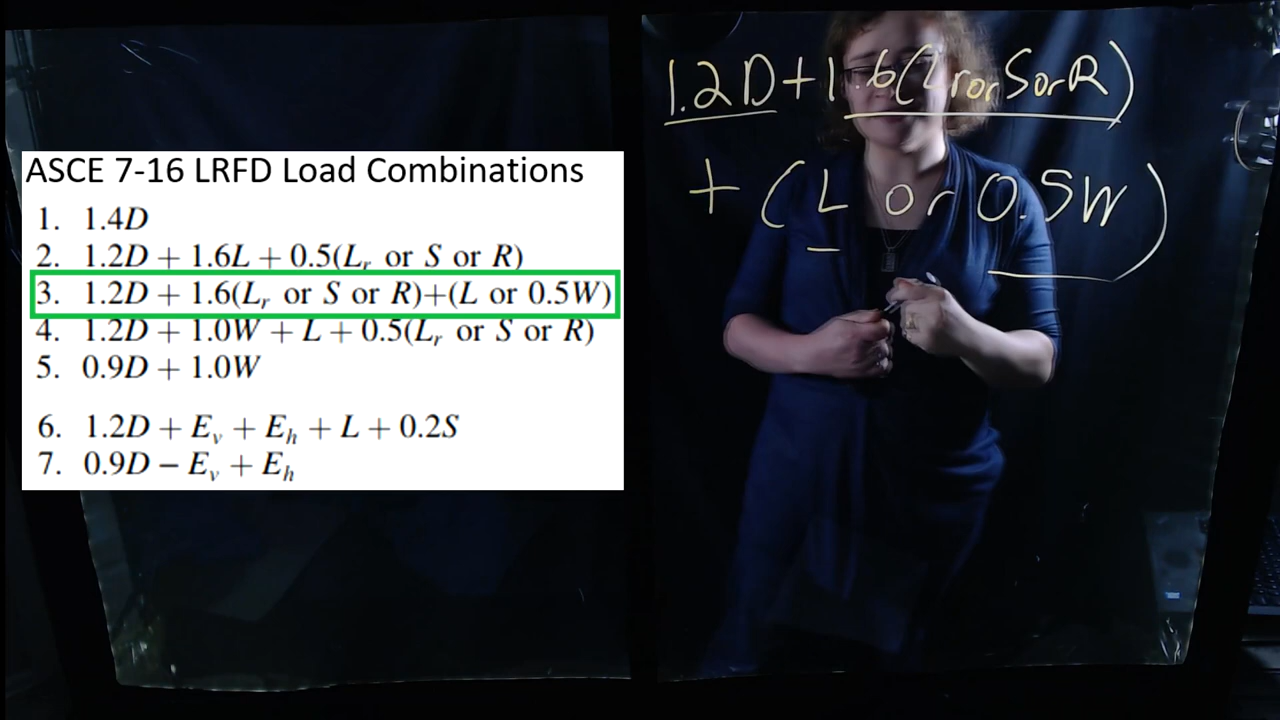 ASCE 7-16 LRFD Load Combinations
1. 1.4D
2. 1.2D + 1.6L + 0.5(Lᵣ or S or R)
3. 1.2D + 1.6(Lᵣ or S or R)+(L or 0.5W)
4. 1.2D + 1.0W + L + 0.5(Lᵣ or S or R)
5. 0.9D + 1.0W
6. 1.2D + Eᵥ + Eₕ + L + 0.2S
7. 0.9D − Eᵥ + Eₕ
1.2D+1.6(Lr or S or R)
+ (L or 0.5W)